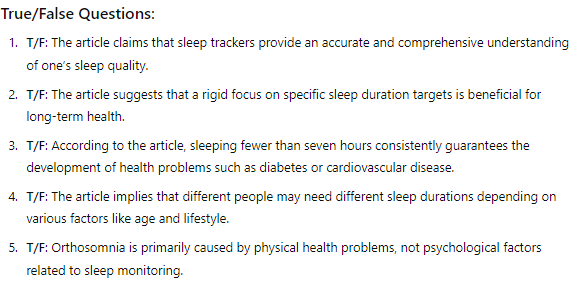 True/False Questions:
1. T/F: The article claims that sleep trackers provide an accurate and comprehensive understanding
of one's sleep quality.
2. T/F: The article suggests that a rigid focus on specific sleep duration targets is beneficial for
long-term health.
3. T/F: According to the article, sleeping fewer than seven hours consistently guarantees the
development of health problems such as diabetes or cardiovascular disease.
4. T/F: The article implies that different people may need different sleep durations depending on
various factors like age and lifestyle.
5. T/F: Orthosomnia is primarily caused by physical health problems, not psychological factors
related to sleep monitoring.